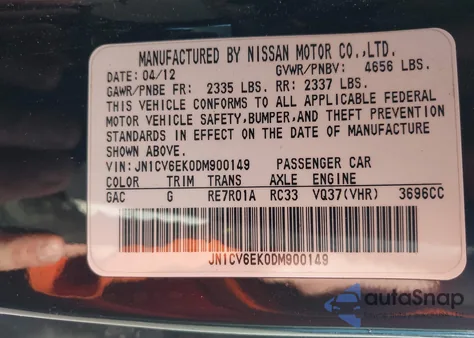 MANUFACTURED BY NISSAN MOTOR CO.,LTD.
DATE: 04/12 GVWR/PNBV: 4656 LBS.
GAWR/PNBE FR: 2335 LBS. RR: 2337 LBS.
THIS VEHICLE CONFORMS TO ALL APPLICABLE FEDERAL
MOTOR VEHICLE SAFETY,BUMPER,AND THEFT PREVENTION
STANDARDS IN EFFECT ON THE DATE OF MANUFACTURE
SHOWN ABOVE.
VIN:JN1CV6EK0DM900149 PASSENGER CAR
COLOR TRIM TRANS AXLE ENGINE
GAC G RE7R01A RC33 VQ37(VHR) 3696CC
JN1CV6EK0DM900149
autoSnap